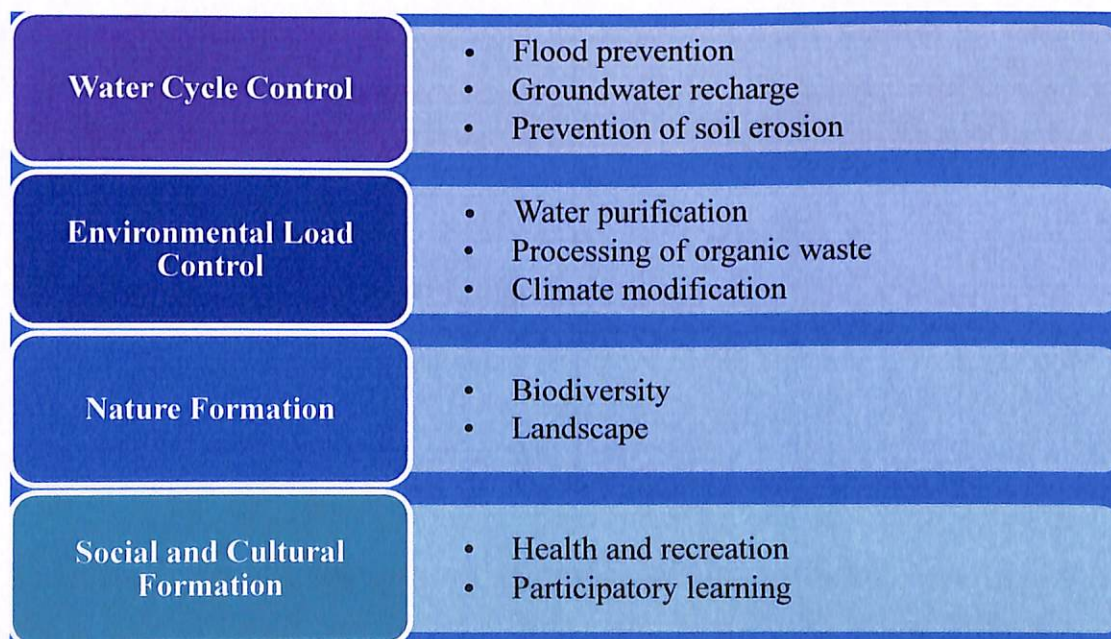 Water Cycle Control
• Flood prevention
• Groundwater recharge
• Prevention of soil erosion
Environmental Load
Control
• Water purification
• Processing of organic waste
• Climate modification
Nature Formation
• Biodiversity
• Landscape
Social and Cultural
Formation
• Health and recreation
• Participatory learning